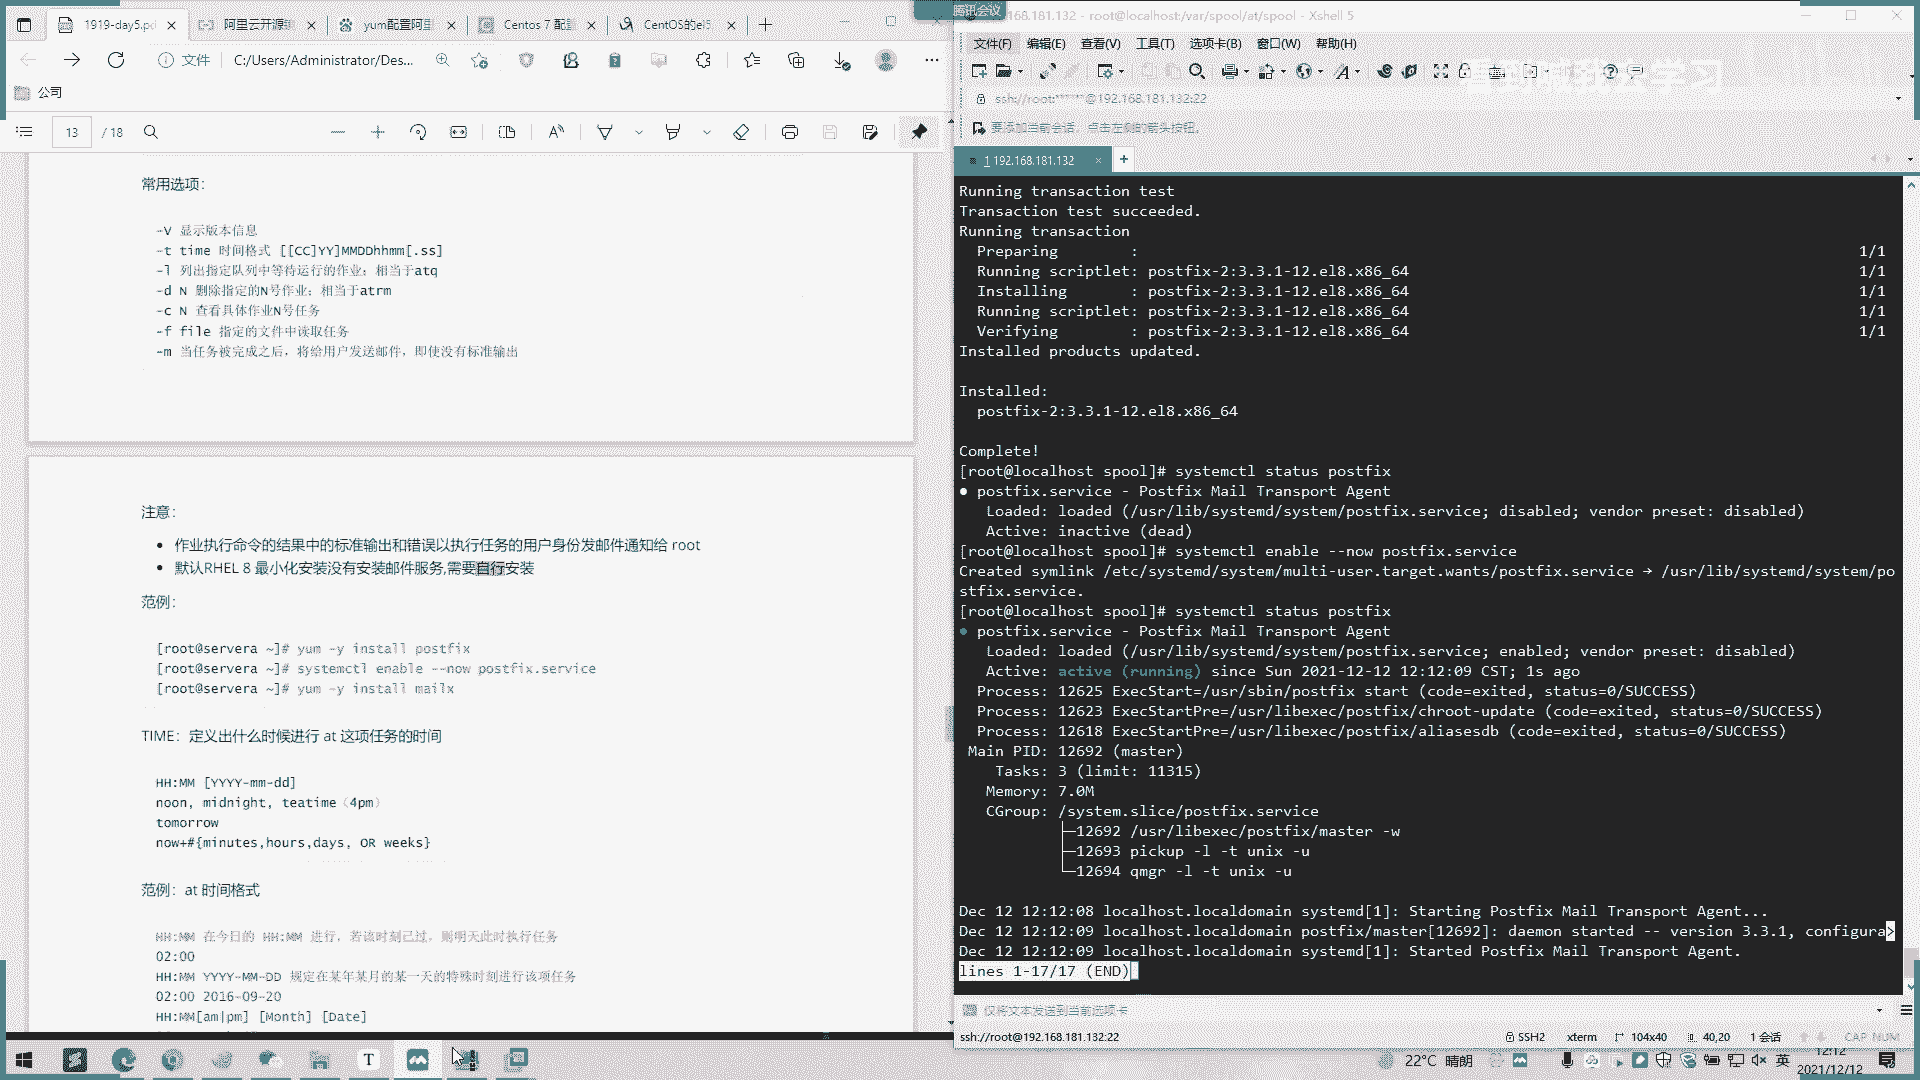 1919-day5.pd
阿里云开源镜
yum配置阿里
Centos 7 配置
CentOS的el5
文件
C:/Users/Administrator/Des...
公司
13
/ 18
常用选项：
-V 显示版本信息
-t time 时间格式 [[CC]YY]MMDDhhmm[.ss]
-l 列出指定队列中等待运行的作业；相当于atq
-d N 删除指定的N号作业；相当于atrm
-c N 查看具体作业N号任务
-f file 指定的文件中读取任务
-m 当任务被完成之后，将给用户发送邮件，即使没有标准输出
注意：
作业执行命令的结果中的标准输出和错误以执行任务的用户身份发邮件通知给 root
默认RHEL 8 最小化安装没有安装邮件服务,需要自行安装
范例：
[root@servera ~]# yum -y install postfix
[root@servera ~]# systemctl enable --now postfix.service
[root@servera ~]# yum -y install mailx
TIME：定义出什么时候进行 at 这项任务的时间
HH:MM [YYYY-mm-dd]
noon, midnight, teatime（4pm）
tomorrow
now+#{minutes,hours,days, OR weeks}
范例：at 时间格式
HH:MM 在今日的 HH:MM 进行，若该时刻已过，则明天此时执行任务
02:00
HH:MM YYYY-MM-DD 规定在某年某月的某一天的特殊时刻进行该项任务
02:00 2016-09-20
HH:MM[am|pm] [Month] [Date]
腾讯会议
168.181.132 - root@localhost:/var/spool/at/spool - Xshell 5
文件(F) 编辑(E) 查看(V) 工具(T) 选项卡(B) 窗口(W) 帮助(H)
ssh://root:******@192.168.181.132:22
要添加当前会话，点击左侧的箭头按钮。
1 192.168.181.132
Running transaction test
Transaction test succeeded.
Running transaction
Preparing : 1/1
Running scriptlet: postfix-2:3.3.1-12.el8.x86_64 1/1
Installing : postfix-2:3.3.1-12.el8.x86_64 1/1
Running scriptlet: postfix-2:3.3.1-12.el8.x86_64 1/1
Verifying : postfix-2:3.3.1-12.el8.x86_64 1/1
Installed products updated.
Installed:
postfix-2:3.3.1-12.el8.x86_64
Complete!
[root@localhost spool]# systemctl status postfix
● postfix.service - Postfix Mail Transport Agent
Loaded: loaded (/usr/lib/systemd/system/postfix.service; disabled; vendor preset: disabled)
Active: inactive (dead)
[root@localhost spool]# systemctl enable --now postfix.service
Created symlink /etc/systemd/system/multi-user.target.wants/postfix.service → /usr/lib/systemd/system/po
stfix.service.
[root@localhost spool]# systemctl status postfix
● postfix.service - Postfix Mail Transport Agent
Loaded: loaded (/usr/lib/systemd/system/postfix.service; enabled; vendor preset: disabled)
Active: active (running) since Sun 2021-12-12 12:12:09 CST; 1s ago
Process: 12625 ExecStart=/usr/sbin/postfix start (code=exited, status=0/SUCCESS)
Process: 12623 ExecStartPre=/usr/libexec/postfix/chroot-update (code=exited, status=0/SUCCESS)
Process: 12618 ExecStartPre=/usr/libexec/postfix/aliasesdb (code=exited, status=0/SUCCESS)
Main PID: 12692 (master)
Tasks: 3 (limit: 11315)
Memory: 7.0M
CGroup: /system.slice/postfix.service
├─12692 /usr/libexec/postfix/master -w
├─12693 pickup -l -t unix -u
└─12694 qmgr -l -t unix -u
Dec 12 12:12:08 localhost.localdomain systemd[1]: Starting Postfix Mail Transport Agent...
Dec 12 12:12:09 localhost.localdomain postfix/master[12692]: daemon started -- version 3.3.1, configura>
Dec 12 12:12:09 localhost.localdomain systemd[1]: Started Postfix Mail Transport Agent.
lines 1-17/17 (END)
仅将文本发送到当前选项卡
ssh://root@192.168.181.132:22
SSH2 xterm 104x40 40,20 1 会话 CAP NUM
22°C 晴朗
英
12:12
2021/12/12